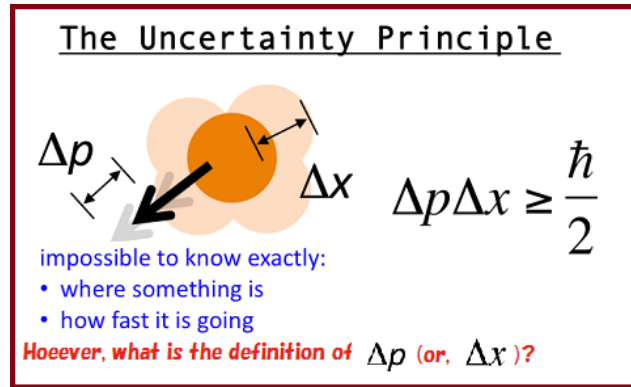 The Uncertainty Principle
Δp
Δx
ΔpΔx ≥ ħ/2
impossible to know exactly:
• where something is
• how fast it is going
Hoeever, what is the definition of Δp (or, Δx)?